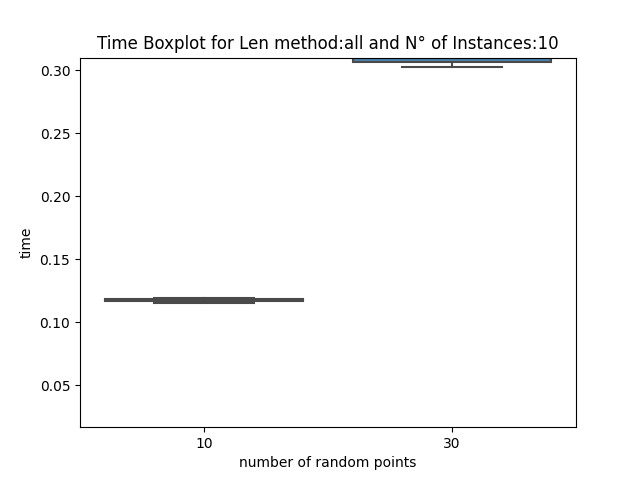 Time Boxplot for Len method:all and N° of Instances:10
0.30
0.25
0.20
0.15
0.10
0.05
time
10 30
number of random points